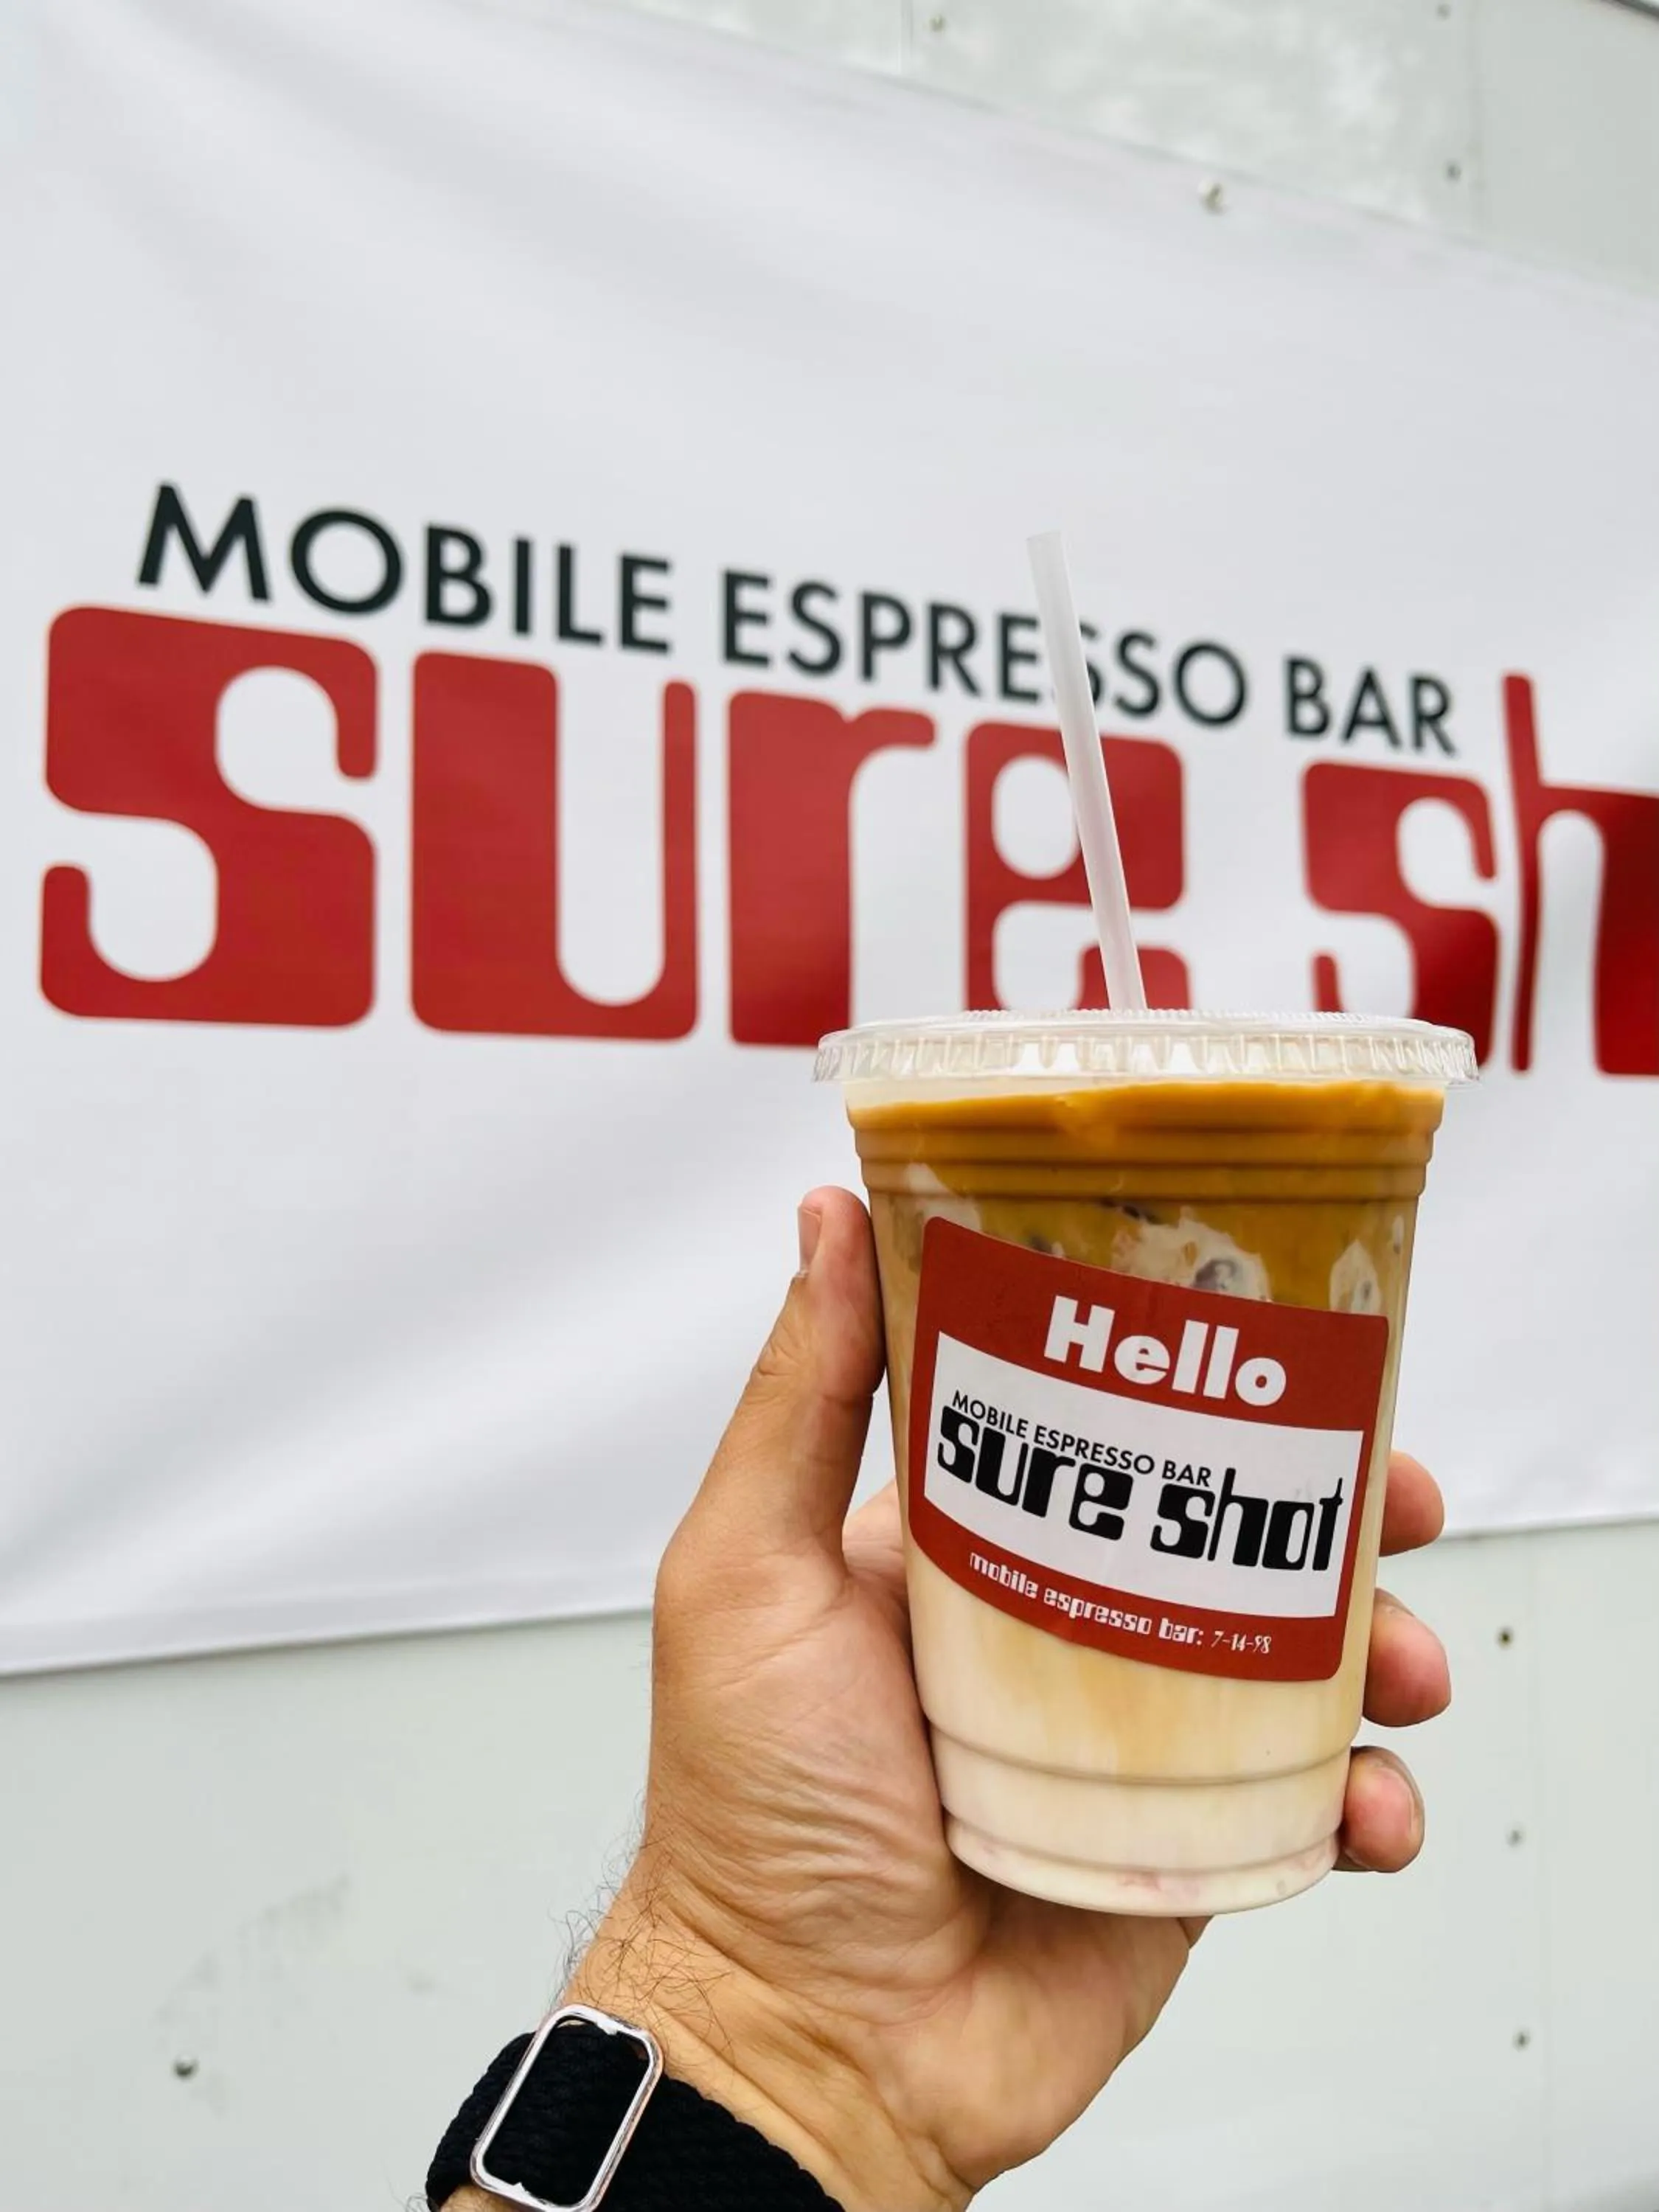 MOBILE ESPRESSO BAR
sure sh
Hello
MOBILE ESPRESSO BAR
sure shot
mobile espresso bar: 7-14-98